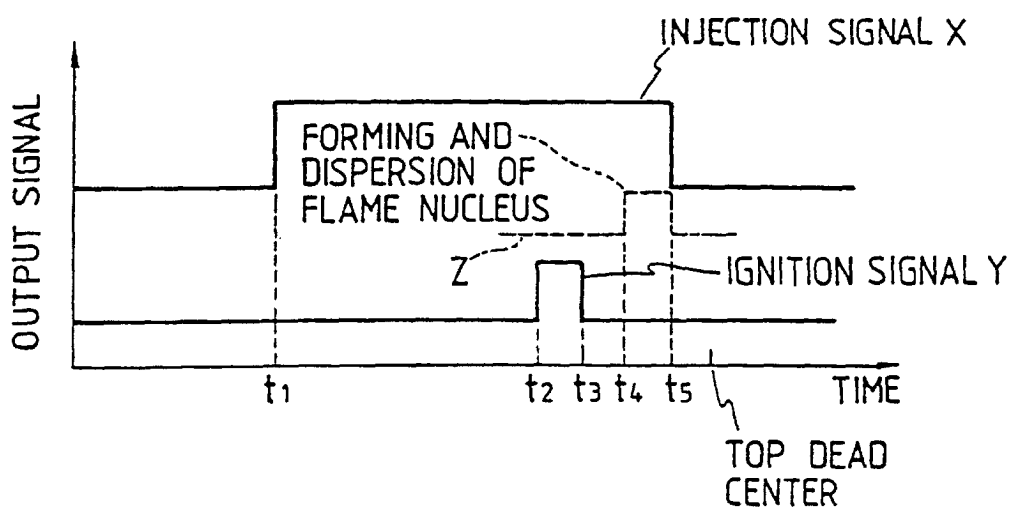 INJECTION SIGNAL X
OUTPUT SIGNAL
FORMING AND
DISPERSION OF
FLAME NUCLEUS
Z
IGNITION SIGNAL Y
t1 t2 t3 t4 t5 TIME
TOP DEAD
CENTER